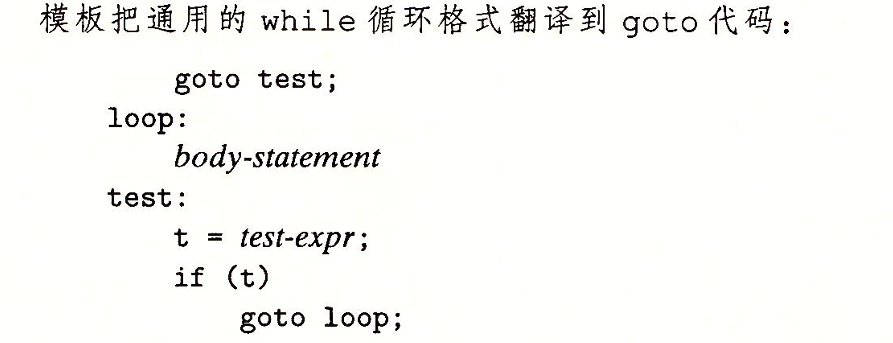 模板把通用的 while 循环格式翻译到 goto 代码：
goto test;
loop:
body-statement
test:
t = test-expr;
if (t)
goto loop;